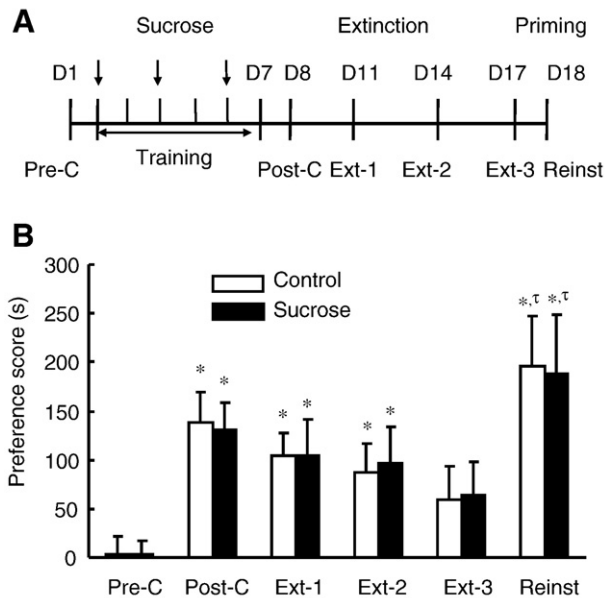 A
Sucrose Extinction Priming
D1 D7 D8 D11 D14 D17 D18
Training
Pre-C Post-C Ext-1 Ext-2 Ext-3 Reinst
B
Preference score (s)
300
250
200
150
100
50
0
Control
Sucrose
* * * * * * *,τ *,τ
Pre-C Post-C Ext-1 Ext-2 Ext-3 Reinst